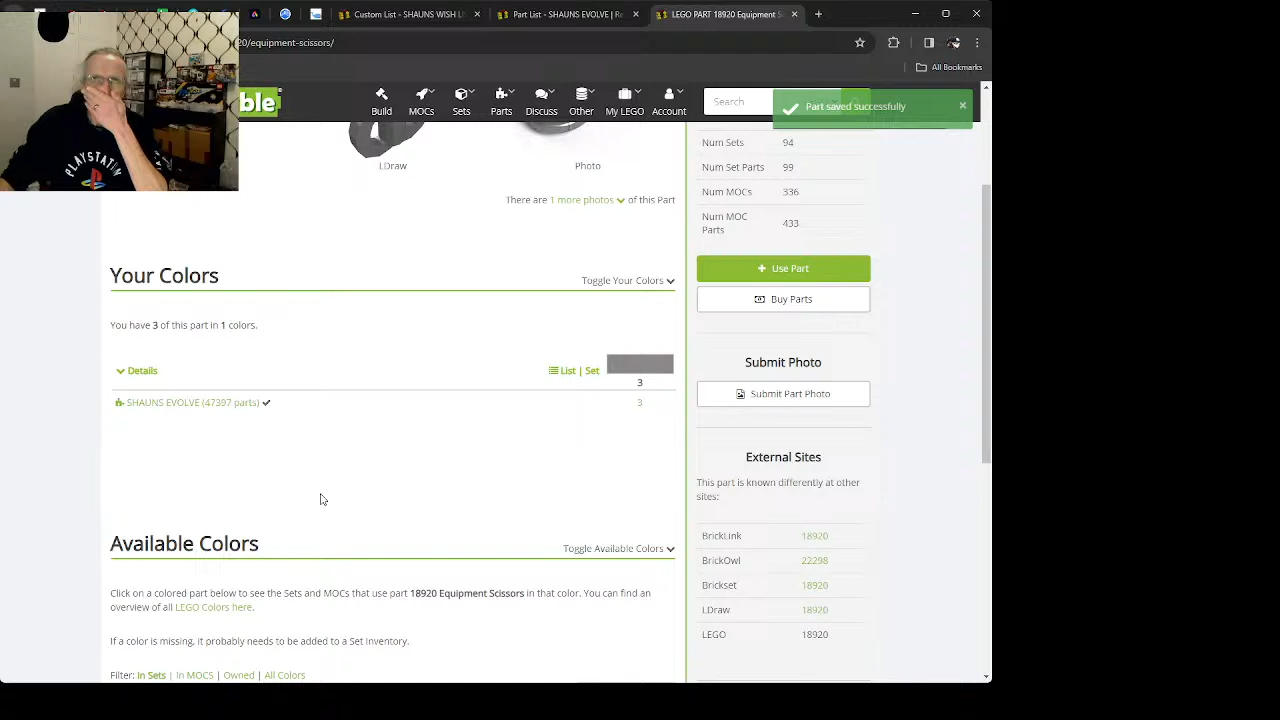 Custom List - SHAUNS WISH L
Part List - SHAUNS EVOLVE | Re
LEGO PART 18920 Equipment S
20/equipment-scissors/
All Bookmarks
ble
Build
MOCs
Sets
Parts
Discuss
Other
My LEGO
Account
Search
Part saved successfully
PLAYSTATION
LDraw
Photo
There are 1 more photos of this Part
Your Colors
Toggle Your Colors
You have 3 of this part in 1 colors.
Details
List | Set
3
SHAUNS EVOLVE (47397 parts)
3
Available Colors
Toggle Available Colors
Click on a colored part below to see the Sets and MOCs that use part 18920 Equipment Scissors in that color. You can find an
overview of all LEGO Colors here.
If a color is missing, it probably needs to be added to a Set Inventory.
Filter: In Sets | In MOCS | Owned | All Colors
Num Sets 94
Num Set Parts 99
Num MOCs 336
Num MOC
Parts 433
Use Part
Buy Parts
Submit Photo
Submit Part Photo
External Sites
This part is known differently at other
sites:
BrickLink 18920
BrickOwl 22298
Brickset 18920
LDraw 18920
LEGO 18920